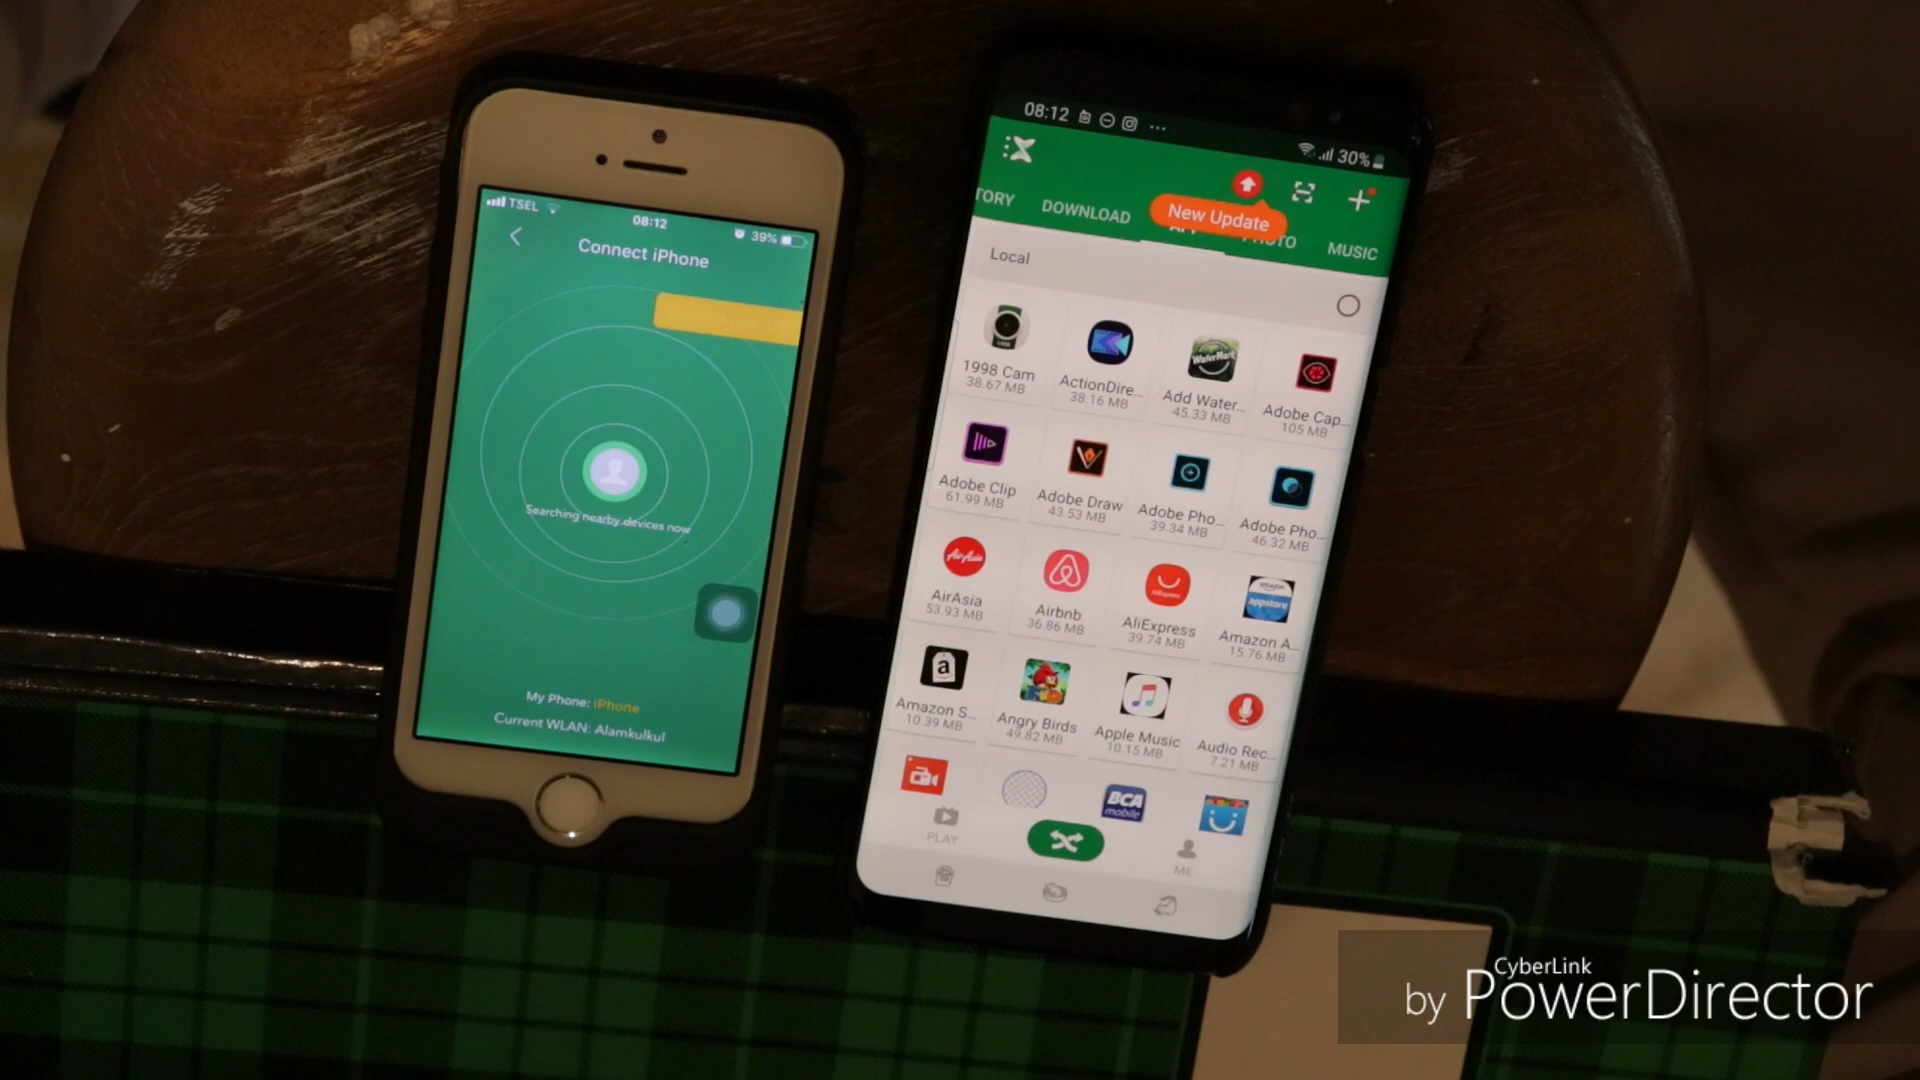 TSEL
08:12
39%
Connect iPhone
Searching nearby devices now
My Phone: iPhone
Current WLAN: Alamkulkul
08:12
30%
TORY DOWNLOAD MUSIC
New Update
Local
1998 Cam ActionDire... Add Water... Adobe Cap...
38.67 MB 38.16 MB 45.33 MB 105 MB
Adobe Clip Adobe Draw Adobe Pho... Adobe Pho...
61.99 MB 43.53 MB 39.34 MB 46.32 MB
AirAsia Airbnb AliExpress Amazon A...
53.93 MB 36.86 MB 39.74 MB 15.76 MB
Amazon S... Angry Birds Apple Music Audio Rec...
10.39 MB 49.82 MB 10.15 MB 7.21 MB
BCA
mobile
PLAY ME
by CyberLink PowerDirector